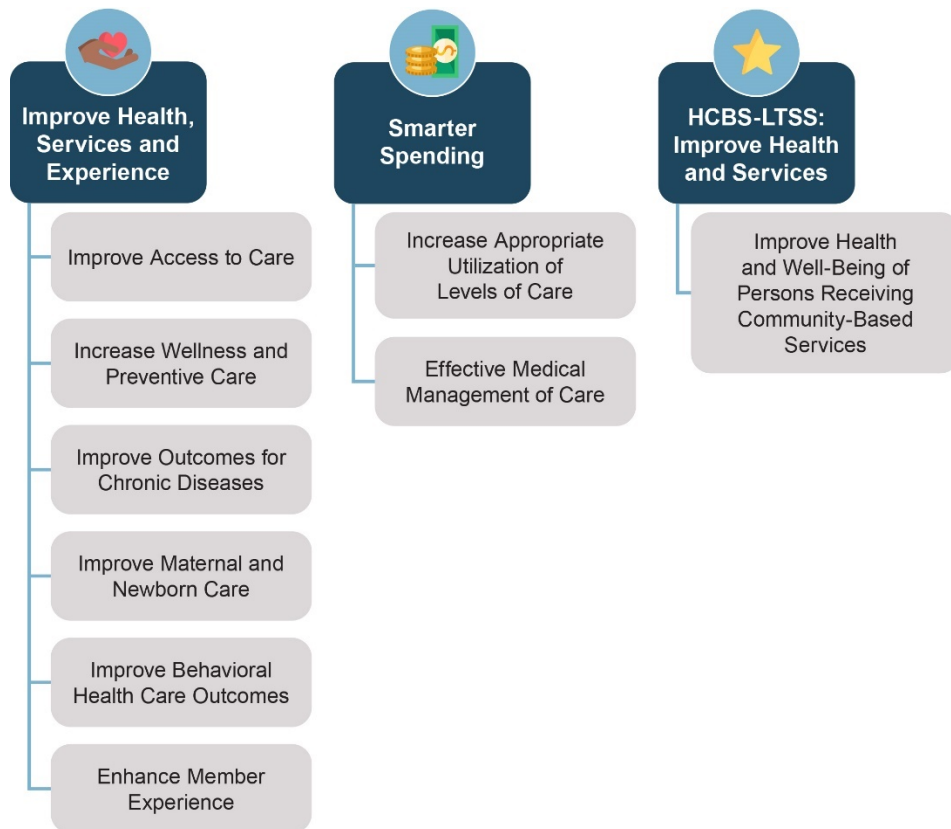 Improve Health,
Services and
Experience
Improve Access to Care
Increase Wellness and
Preventive Care
Improve Outcomes for
Chronic Diseases
Improve Maternal and
Newborn Care
Improve Behavioral
Health Care Outcomes
Enhance Member
Experience
Smarter
Spending
Increase Appropriate
Utilization of
Levels of Care
Effective Medical
Management of Care
HCBS-LTSS:
Improve Health
and Services
Improve Health
and Well-Being of
Persons Receiving
Community-Based
Services